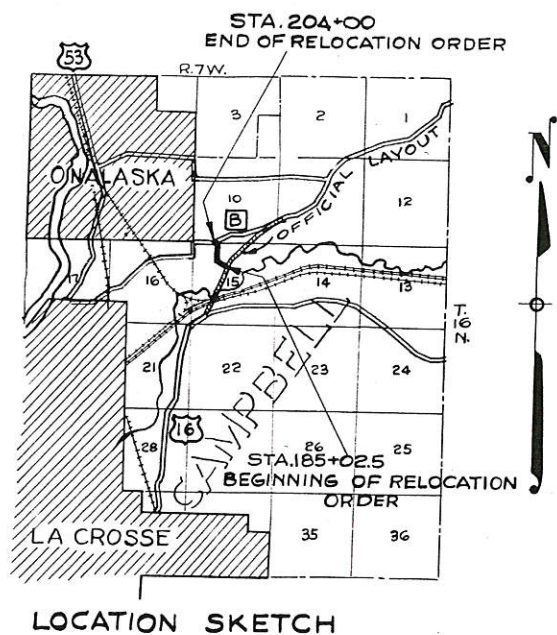 STA. 204+00
END OF RELOCATION ORDER
53
R.7W.
3
2
1
ONALASKA
OFFICIAL LAYOUT
10
B
12
N
17
16
15
14
13
T.
16
N.
21
22
23
24
CAMPBELL
16
28
26
25
STA.185+02.5
BEGINNING OF RELOCATION
ORDER
LA CROSSE
35
36
LOCATION SKETCH